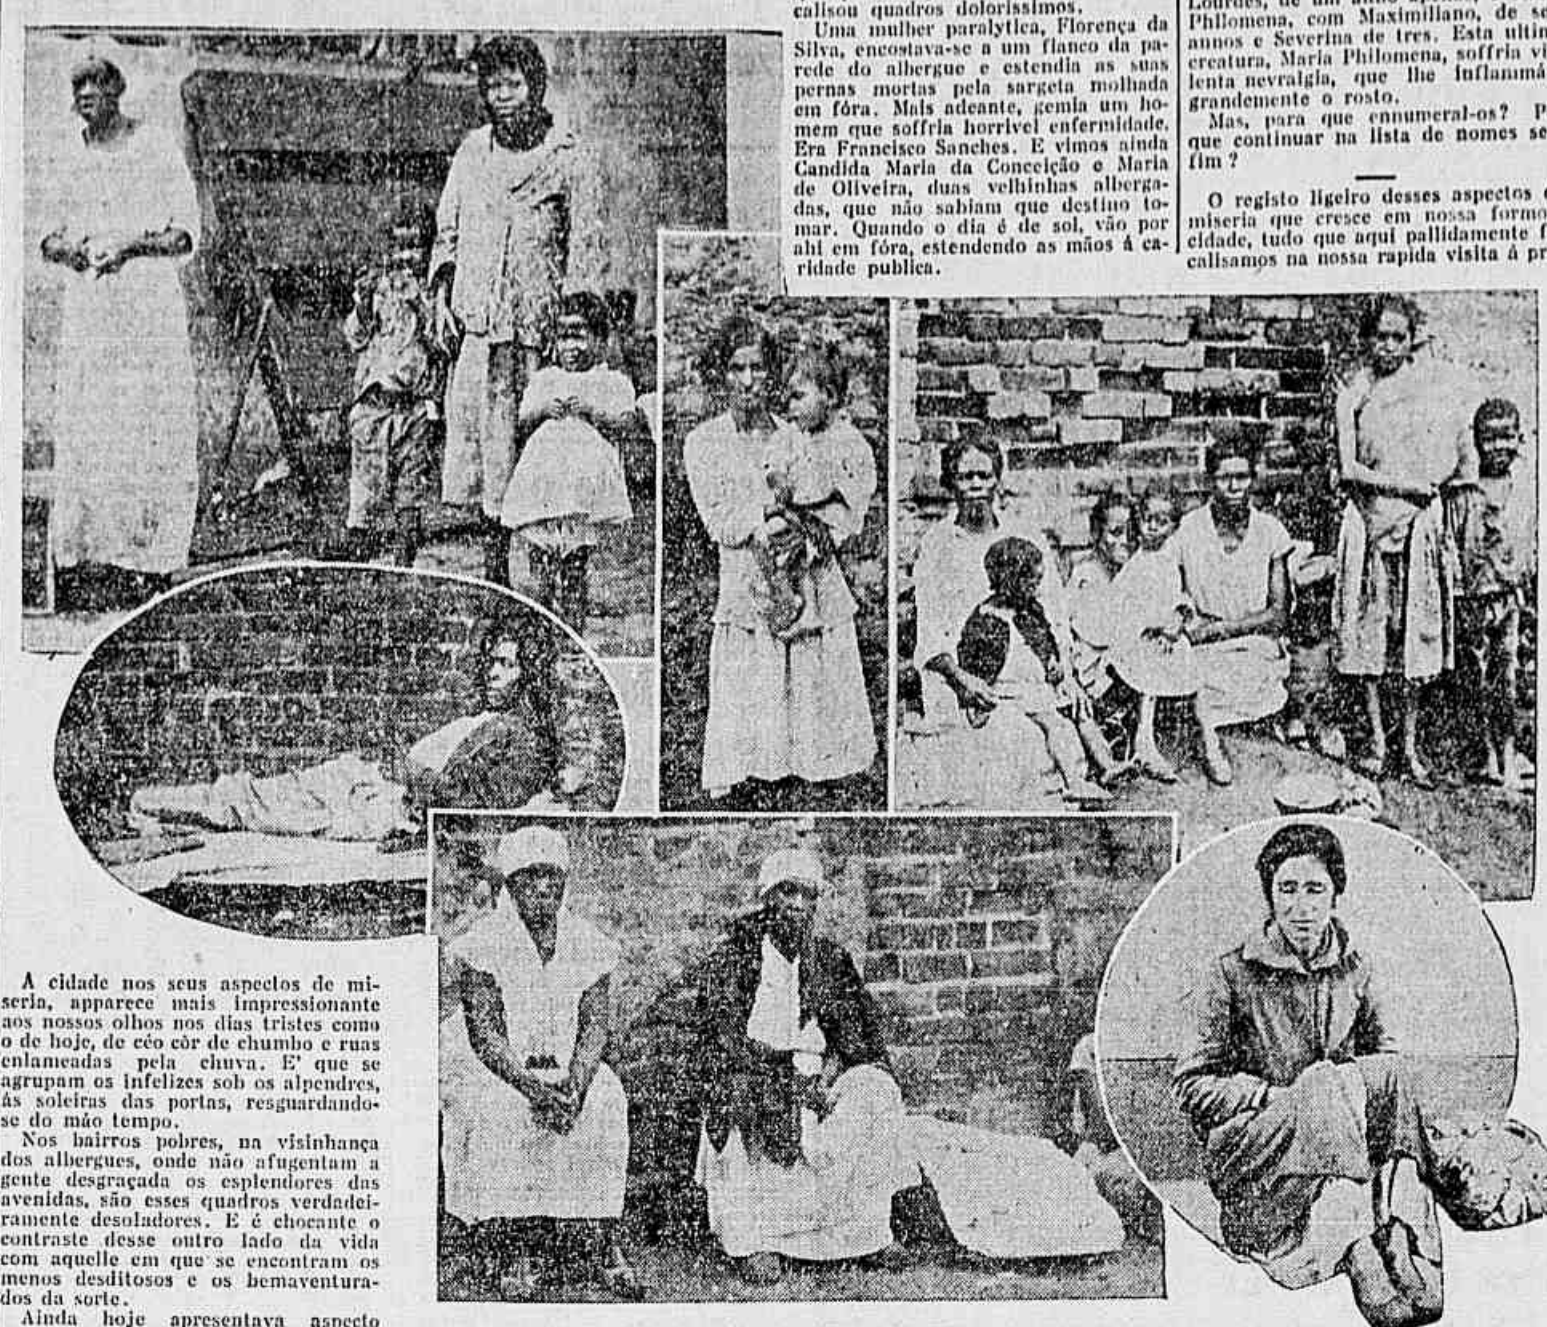 A cidade nos seus aspectos de mi-
seria, apparece mais impressionante
aos nossos olhos nos dias tristes como
o de hoje, de céo côr de chumbo e ruas
enlameadas pela chuva. E' que se
agrupam os infelizes sob os alpendres,
ás soleiras das portas, resguardando-
se do máo tempo.
Nos bairros pobres, na visinhança
dos albergues, onde não afugentam a
gente desgraçada os esplendores das
avenidas, são esses quadros verdadei-
ramente desoladores. E é chocante o
contraste desse outro lado da vida
com aquelle em que se encontram os
menos desditosos e os bemaventura-
dos da sorte.
Ainda hoje apresentava aspecto
calisou quadros dolorissimos.
Uma mulher paralytica, Florença da
Silva, encostava-se a um flanco da pa-
rede do albergue e estendia as suas
pernas mortas pela sargeta molhada
em fóra. Mais adeante, gemia um ho-
mem que soffria horrivel enfermidade.
Era Francisco Sanches. E vimos ainda
Candida Maria da Conceição e Maria
de Oliveira, duas velhinhas alberga-
das, que não sabiam que destino to-
mar. Quando o dia é de sol, vão por
ahi em fóra, estendendo as mãos á ca-
ridade publica.
Lourdes, de um anno
Philomena, com Maximiliano, de se
annos e Severina de tres. Esta ultim
creatura, Maria Philomena, soffria vi
lenta nevralgia, que lhe inflammá
grandemente o rosto.
Mas, para que ennumeral-os? P
que continuar na lista de nomes se
fim?
O registo ligeiro desses aspectos d
miseria que cresce em nossa formo
cidade, tudo que aqui pallidamente f
calisamos na nossa rapida visita á pr